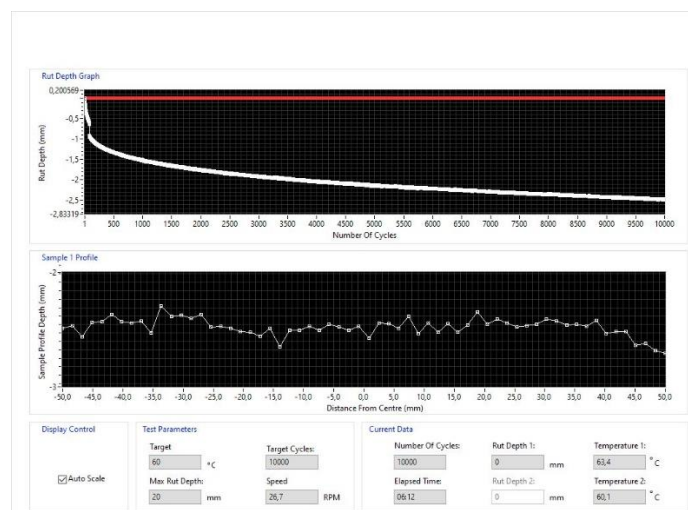 Rut Depth Graph
Rut Depth (mm)
0,200569
-0,5
-1
-1,5
-2
-2,5
-2,83319
1 500 1000 1500 2000 2500 3000 3500 4000 4500 5000 5500 6000 6500 7000 7500 8000 8500 9000 9500 10000
Number Of Cycles
Sample 1 Profile
Sample Profile Depth (mm)
-2
-3
-50,0 -45,0 -40,0 -35,0 -30,0 -25,0 -20,0 -15,0 -10,0 -5,0 0,0 5,0 10,0 15,0 20,0 25,0 30,0 35,0 40,0 45,0 50,0
Distance From Centre (mm)
Display Control
Auto Scale
Test Parameters
Target
60 °C
Target Cycles:
10000
Max Rut Depth:
20 mm
Speed
26,7 RPM
Current Data
Number Of Cycles:
10000
Rut Depth 1:
0 mm
Temperature 1:
63,4 °C
Elapsed Time:
06:12
Rut Depth 2:
0 mm
Temperature 2:
60,1 °C